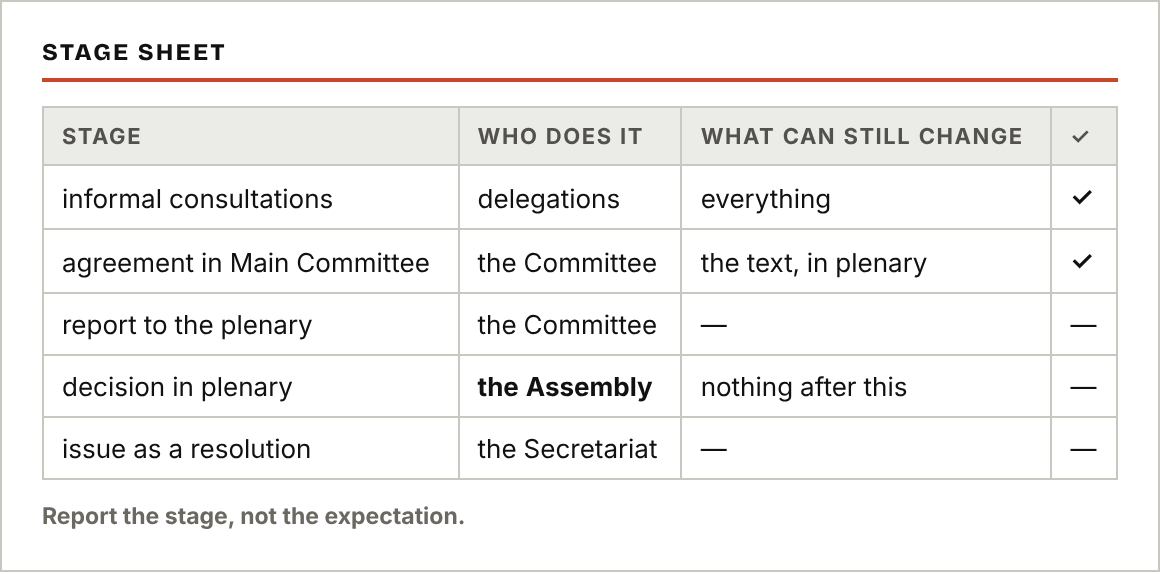 STAGE SHEET
STAGE WHO DOES IT WHAT CAN STILL CHANGE ✓
informal consultations delegations everything ✓
agreement in Main Committee the Committee the text, in plenary ✓
report to the plenary the Committee — —
decision in plenary the Assembly nothing after this —
issue as a resolution the Secretariat — —
Report the stage, not the expectation.